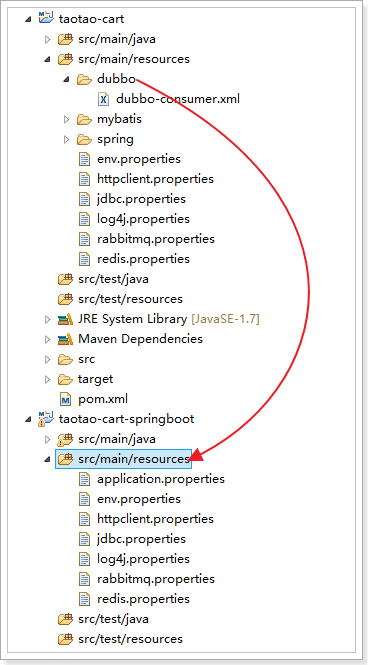 taotao-cart
src/main/java
src/main/resources
dubbo
dubbo-consumer.xml
mybatis
spring
env.properties
httpclient.properties
jdbc.properties
log4j.properties
rabbitmq.properties
redis.properties
src/test/java
src/test/resources
JRE System Library [JavaSE-1.7]
Maven Dependencies
src
target
pom.xml
taotao-cart-springboot
src/main/java
src/main/resources
application.properties
env.properties
httpclient.properties
jdbc.properties
log4j.properties
rabbitmq.properties
redis.properties
src/test/java
src/test/resources